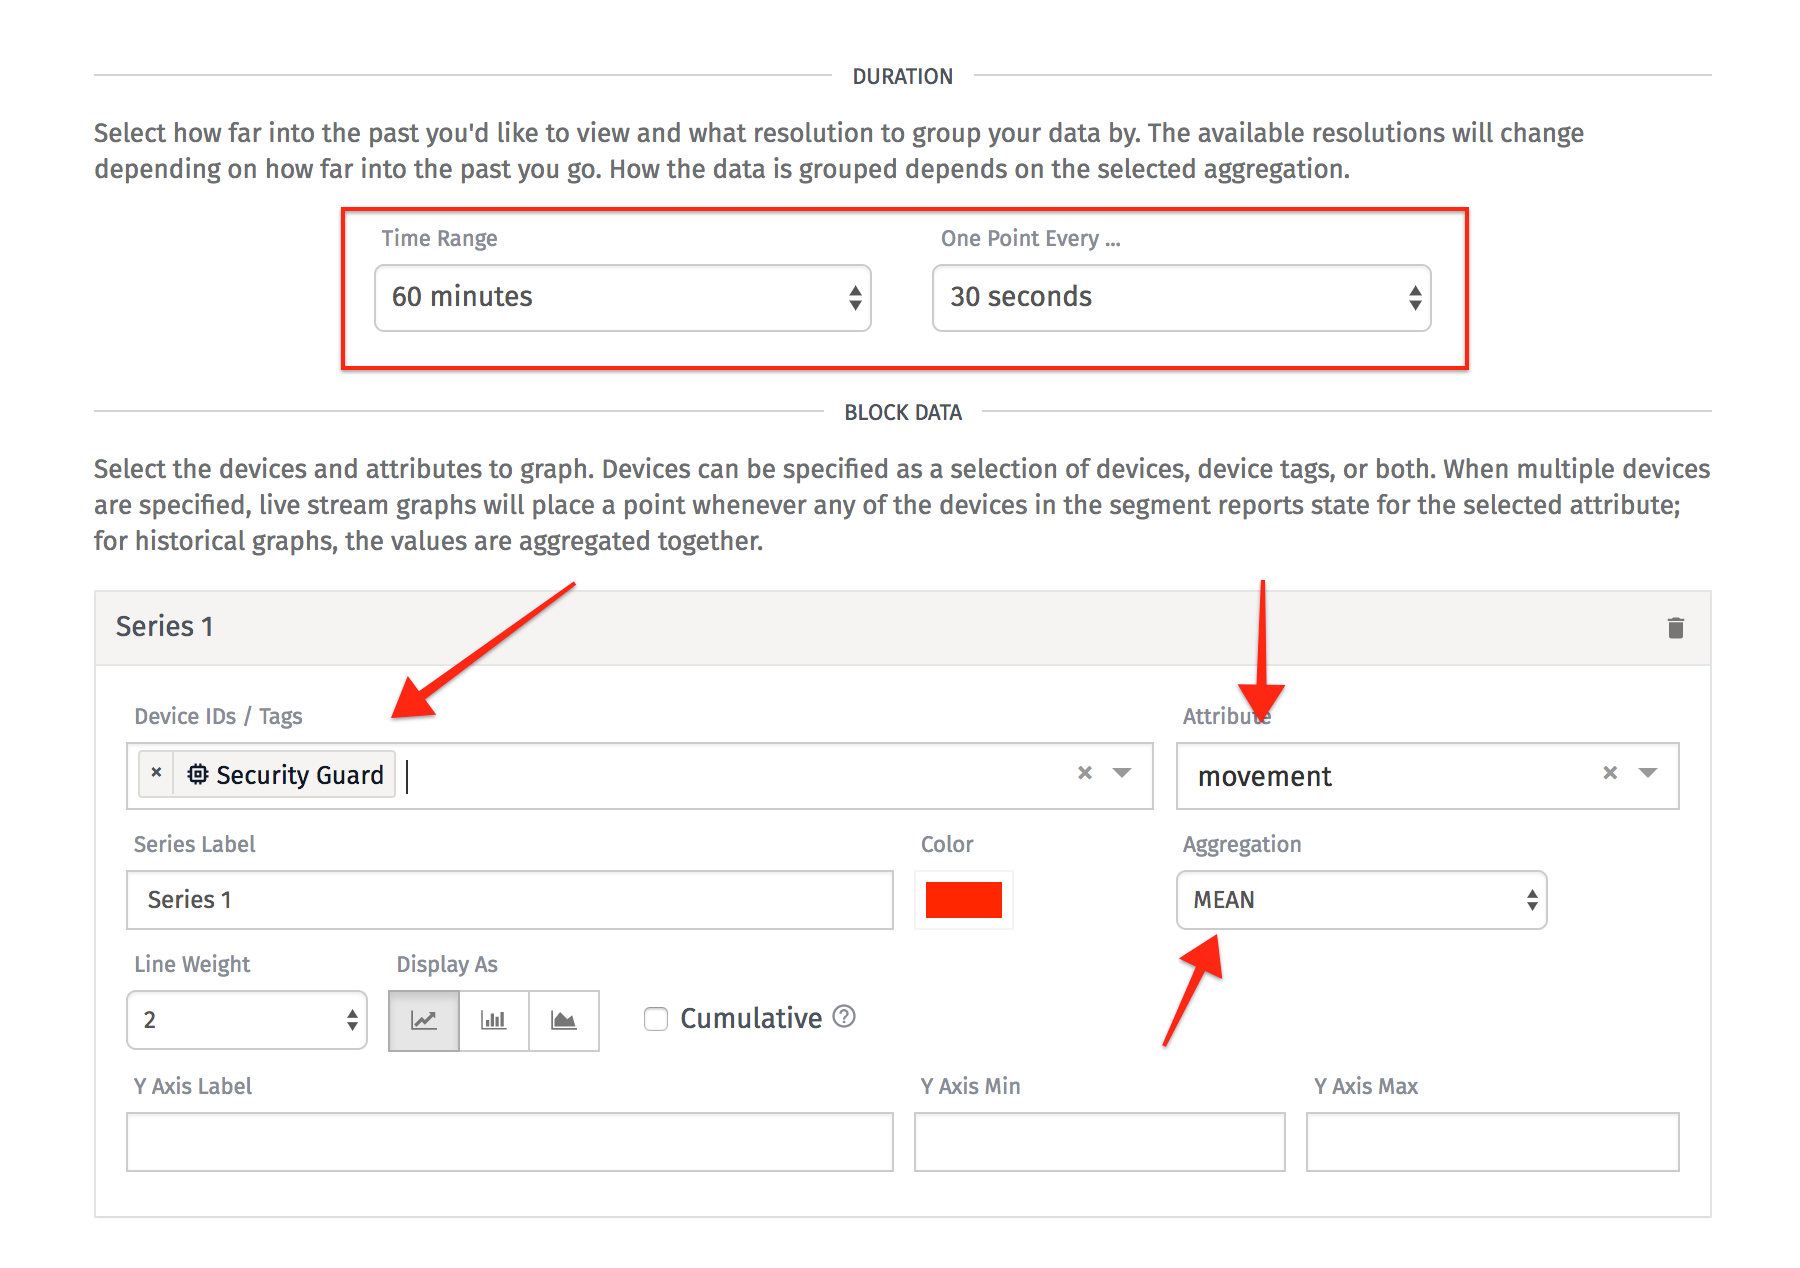 DURATION
Select how far into the past you'd like to view and what resolution to group your data by. The available resolutions will change
depending on how far into the past you go. How the data is grouped depends on the selected aggregation.
Time Range
One Point Every ...
60 minutes
30 seconds
BLOCK DATA
Select the devices and attributes to graph. Devices can be specified as a selection of devices, device tags, or both. When multiple devices
are specified, live stream graphs will place a point whenever any of the devices in the segment reports state for the selected attribute;
for historical graphs, the values are aggregated together.
Series 1
Device IDs / Tags
Attribute
× Security Guard
movement
Series Label
Color
Aggregation
Series 1
MEAN
Line Weight
Display As
2
Cumulative
Y Axis Label
Y Axis Min
Y Axis Max